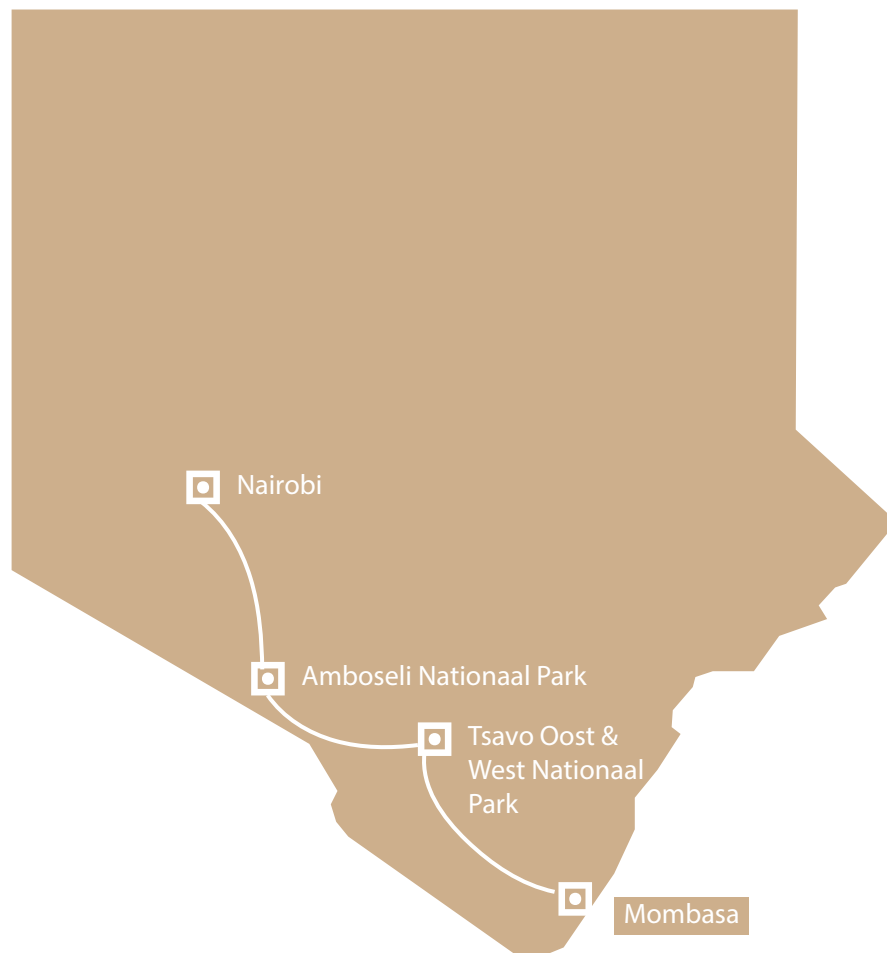 Nairobi
Amboseli Nationaal Park
Tsavo Oost &
West Nationaal
Park
Mombasa